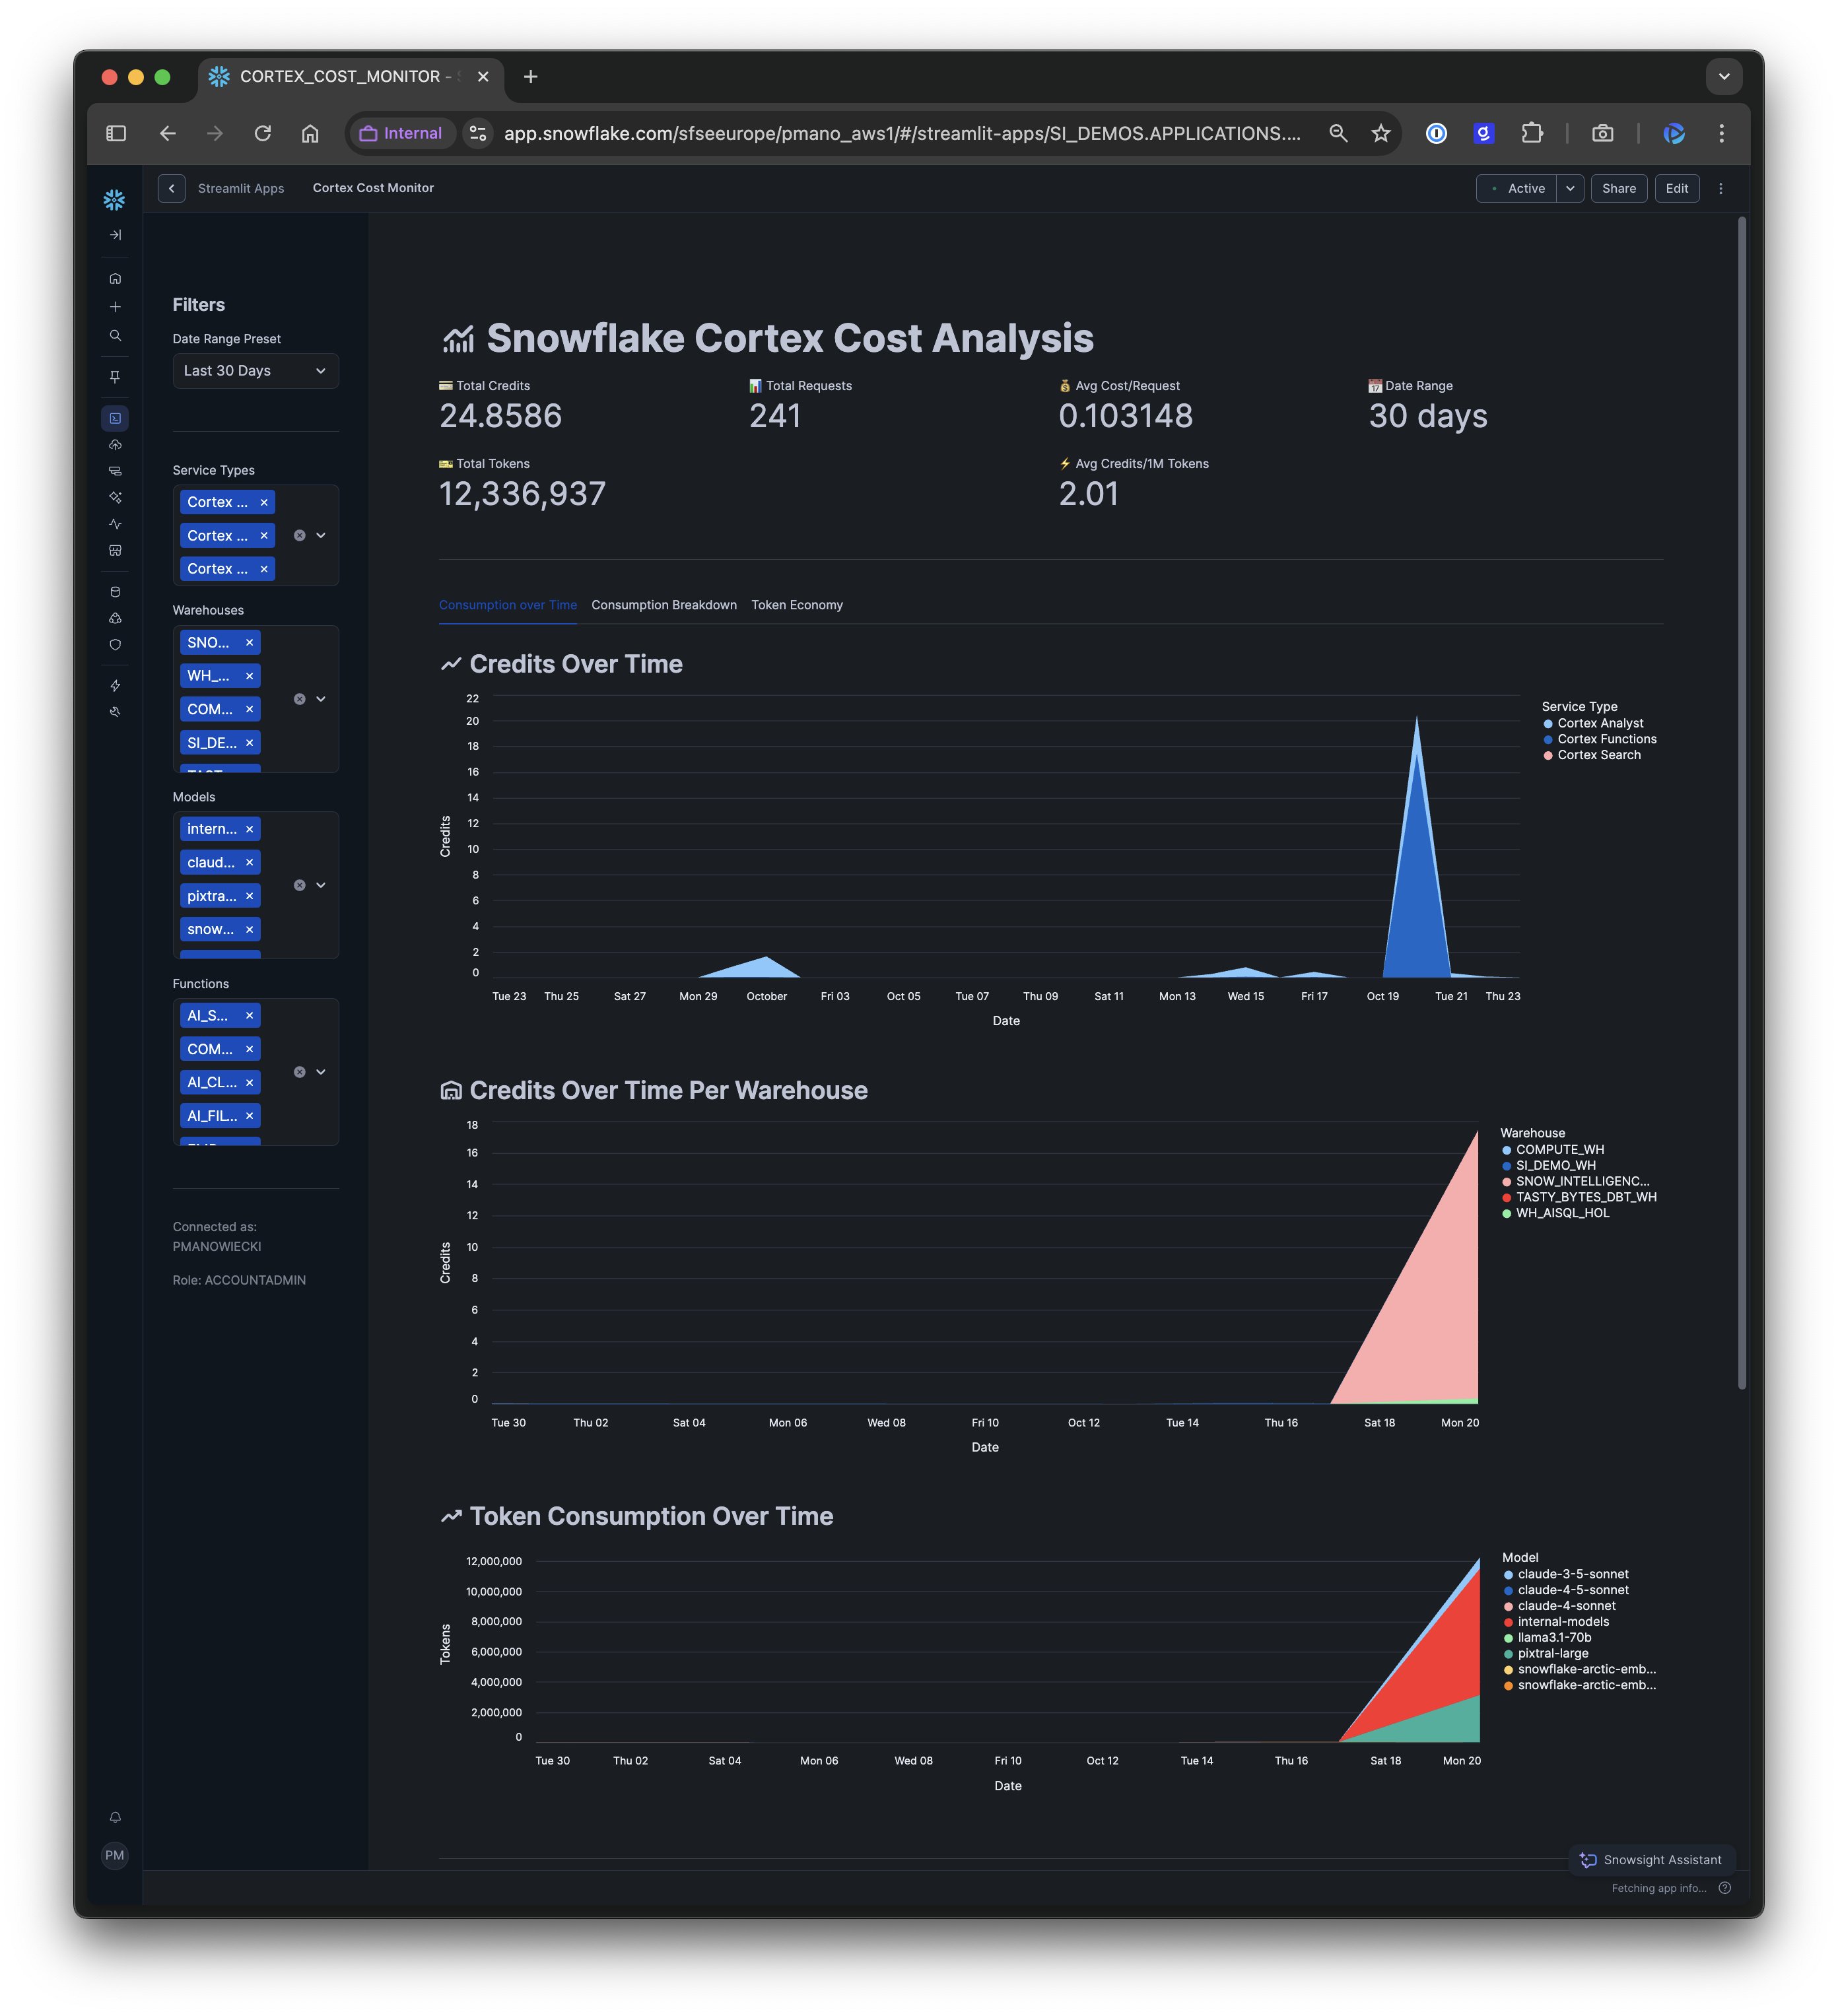 CORTEX_COST_MONITOR - S
Internal
app.snowflake.com/sfseeurope/pmano_aws1/#/streamlit-apps/SI_DEMOS.APPLICATIONS....
Streamlit Apps
Cortex Cost Monitor
Active
Share
Edit
Filters
Date Range Preset
Last 30 Days
Service Types
Cortex ...
Cortex ...
Cortex ...
Warehouses
SNO...
WH_...
COM...
SI_DE...
Models
intern...
claud...
pixtra...
snow...
Functions
AI_S...
COM...
AI_CL...
AI_FIL...
Connected as:
PMANOWIECKI
Role: ACCOUNTADMIN
PM
Snowflake Cortex Cost Analysis
Total Credits
24.8586
Total Requests
241
Avg Cost/Request
0.103148
Date Range
30 days
Total Tokens
12,336,937
Avg Credits/1M Tokens
2.01
Consumption over Time
Consumption Breakdown
Token Economy
Credits Over Time
22
20
18
16
14
12
10
8
6
4
2
0
Credits
Tue 23 Thu 25 Sat 27 Mon 29 October Fri 03 Oct 05 Tue 07 Thu 09 Sat 11 Mon 13 Wed 15 Fri 17 Oct 19 Tue 21 Thu 23
Date
Service Type
Cortex Analyst
Cortex Functions
Cortex Search
Credits Over Time Per Warehouse
18
16
14
12
10
8
6
4
2
0
Credits
Tue 30 Thu 02 Sat 04 Mon 06 Wed 08 Fri 10 Oct 12 Tue 14 Thu 16 Sat 18 Mon 20
Date
Warehouse
COMPUTE_WH
SI_DEMO_WH
SNOW_INTELLIGENC...
TASTY_BYTES_DBT_WH
WH_AISQL_HOL
Token Consumption Over Time
12,000,000
10,000,000
8,000,000
6,000,000
4,000,000
2,000,000
0
Tokens
Tue 30 Thu 02 Sat 04 Mon 06 Wed 08 Fri 10 Oct 12 Tue 14 Thu 16 Sat 18 Mon 20
Date
Model
claude-3-5-sonnet
claude-4-5-sonnet
claude-4-sonnet
internal-models
llama3.1-70b
pixtral-large
snowflake-arctic-emb...
snowflake-arctic-emb...
Snowsight Assistant
Fetching app info...